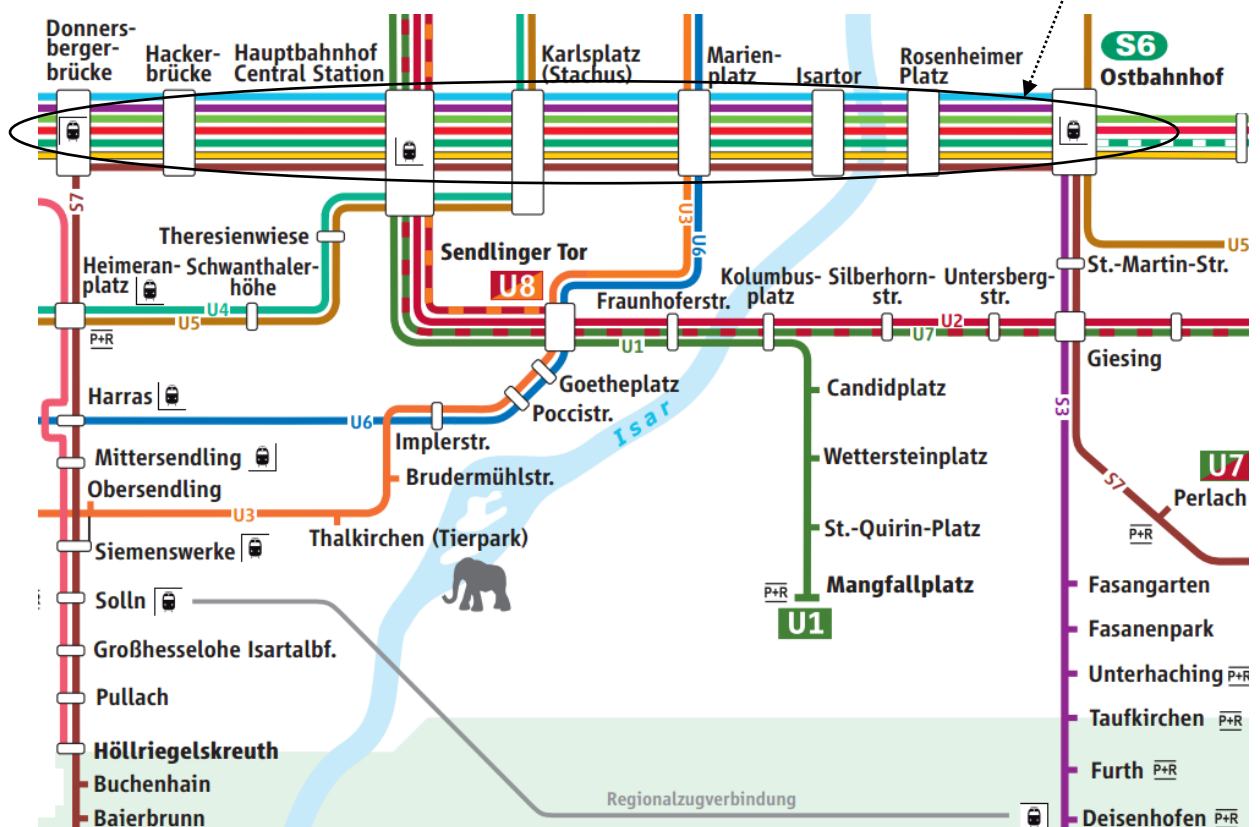 Donners-
berger-
brücke
Hacker-
brücke
Hauptbahnhof
Central Station
Karlsplatz
(Stachus)
Marien-
platz
Isartor
Rosenheimer
Platz
S6
Ostbahnhof
S7
U3
U6
Theresienwiese
Sendlinger Tor
U8
U5
St.-Martin-Str.
Heimeran-
platz
Schwanthaler-
höhe
Kolumbus-
platz
Silberhorn-
str.
Untersberg-
str.
Fraunhoferstr.
U4
U5
P+R
U2
U7
U1
Giesing
Harras
Goetheplatz
Poccistr.
Candidplatz
S3
U6
Implerstr.
Isar
Mittersendling
Obersendling
Brudermühlstr.
Wettersteinplatz
U7
S7
Perlach
U3
Thalkirchen (Tierpark)
St.-Quirin-Platz
P+R
Siemenswerke
Solln
P+R
Mangfallplatz
U1
Fasangarten
Großhesselohe Isartalbf.
Fasanenpark
Pullach
Unterhaching P+R
Taufkirchen P+R
Höllriegelskreuth
Buchenhain
Furth P+R
Regionalzugverbindung
Baierbrunn
Deisenhofen P+R